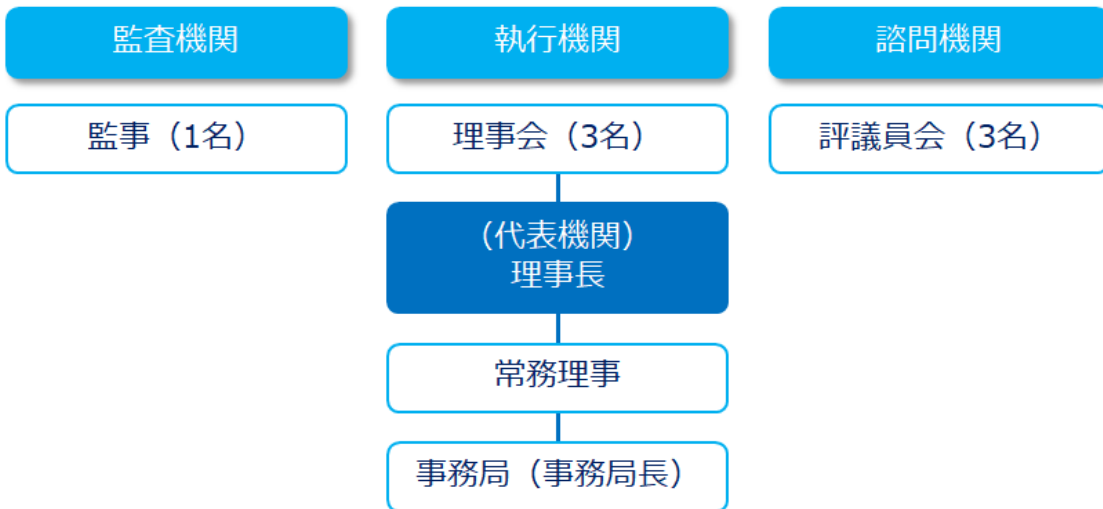 監査機関
執行機関
諮問機関
監事（1名）
理事会（3名）
評議員会（3名）
（代表機関）
理事長
常務理事
事務局（事務局長）